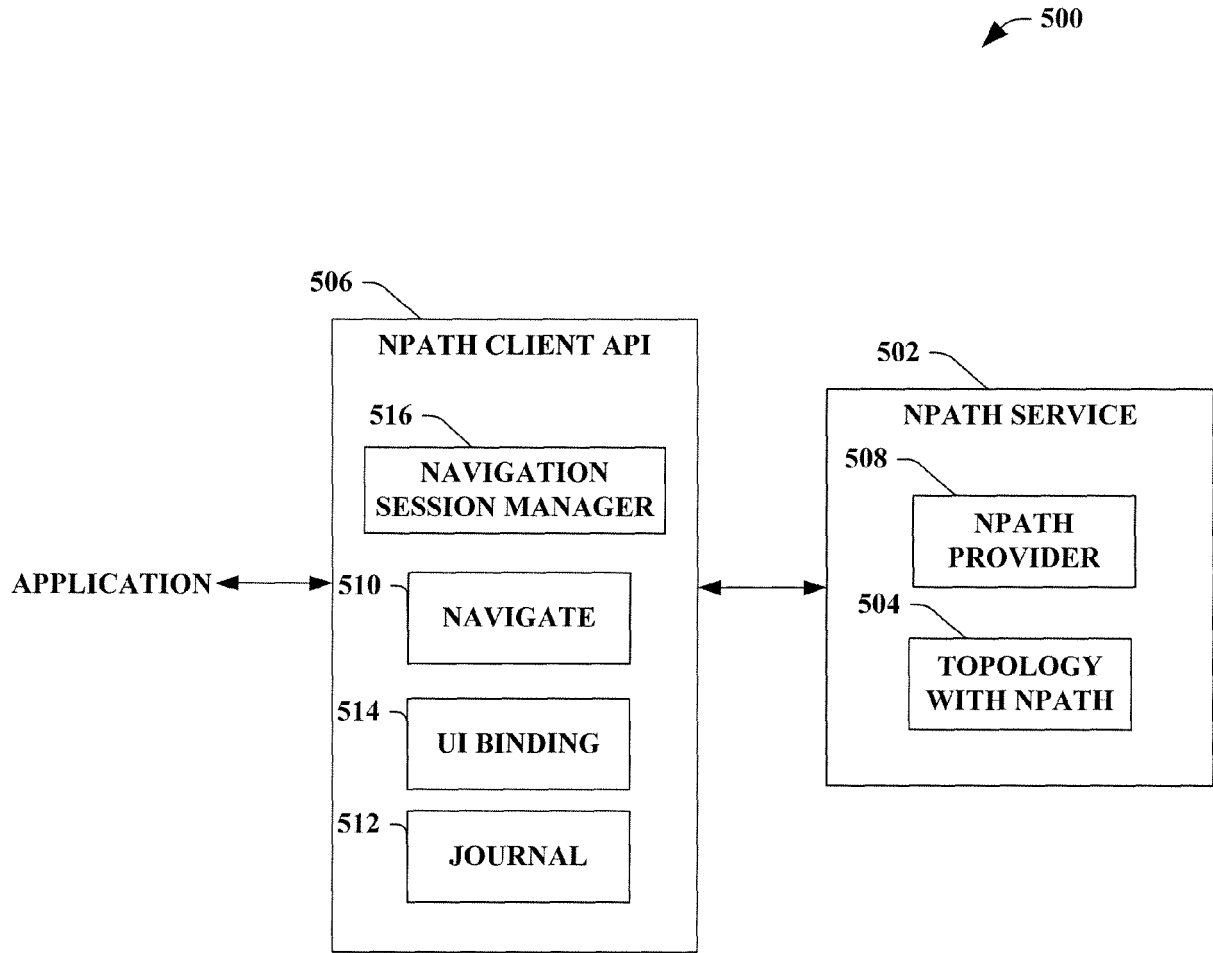 500
506
NPATH CLIENT API
502
NPATH SERVICE
516
NAVIGATION
SESSION MANAGER
508
NPATH
PROVIDER
APPLICATION
510
NAVIGATE
504
TOPOLOGY
WITH NPATH
514
UI BINDING
512
JOURNAL